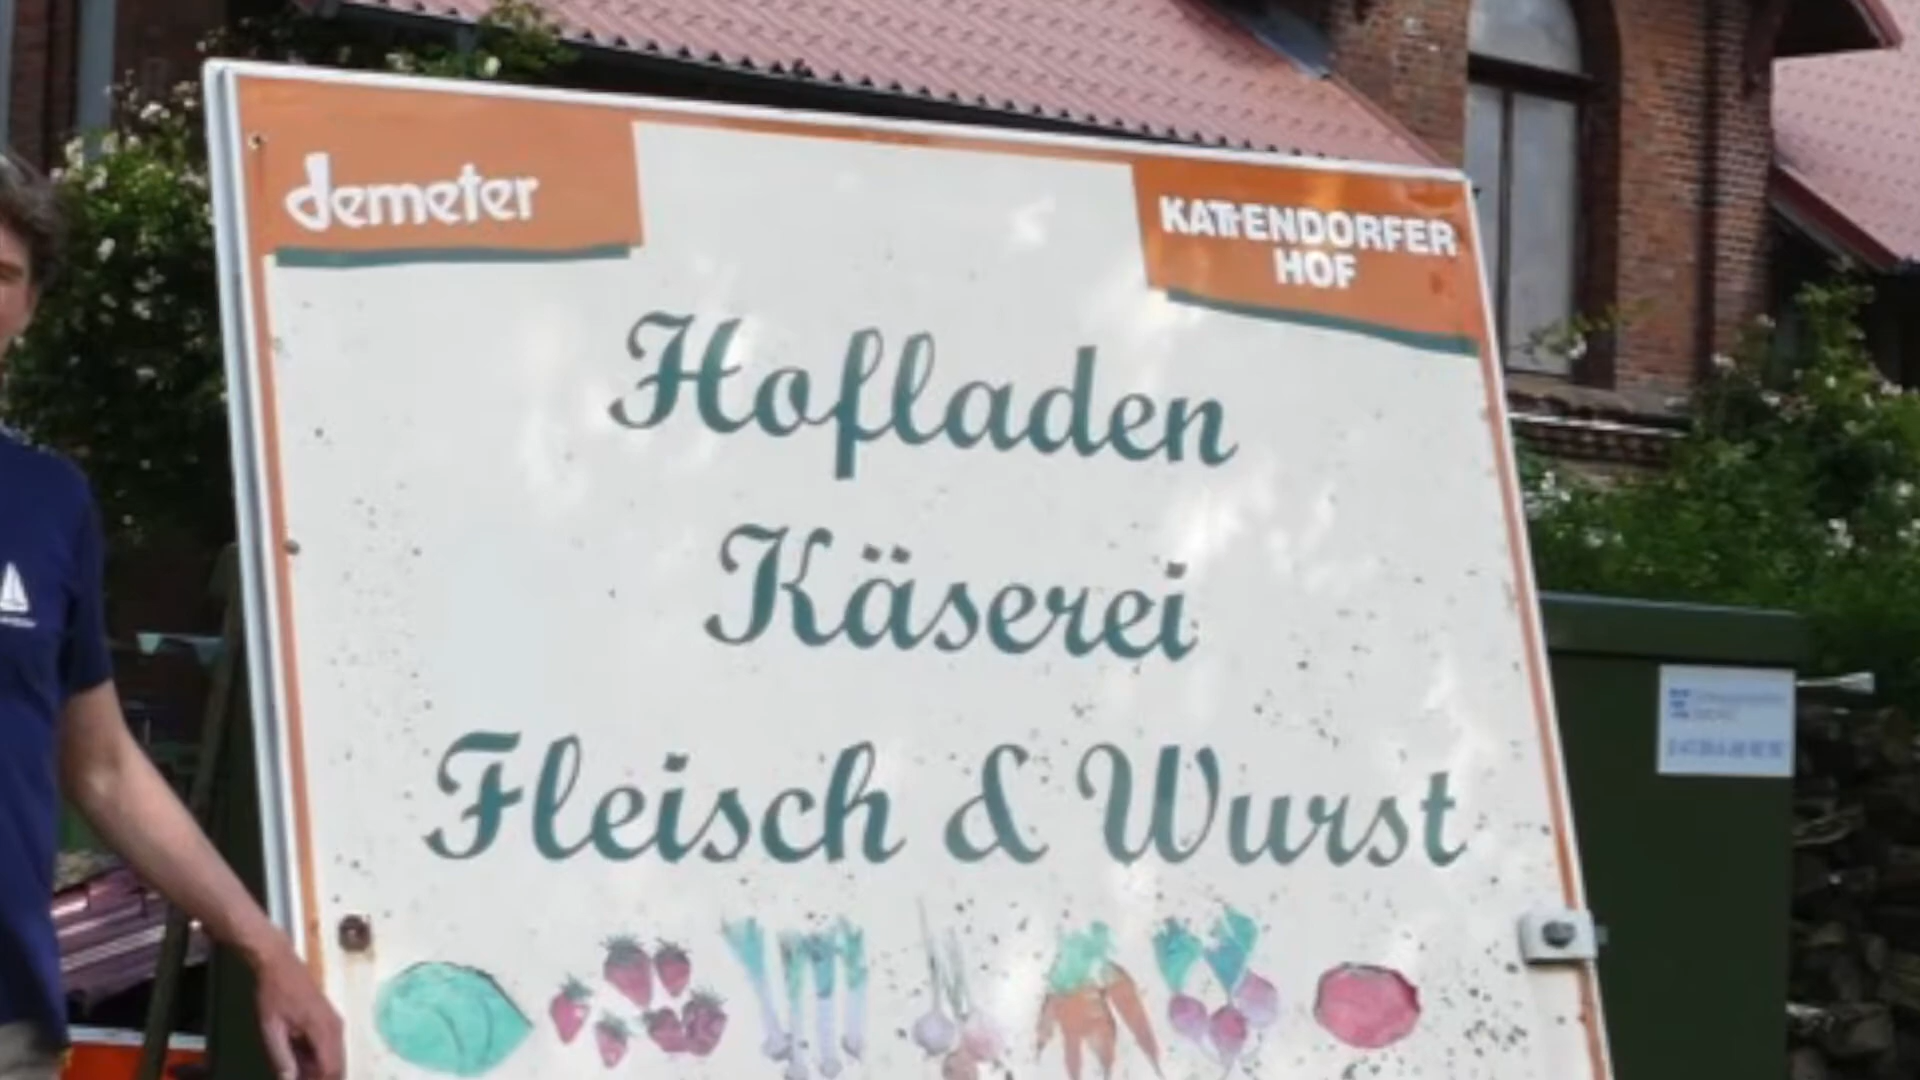 demeter
KATTENDORFER
HOF
Hofladen
Käserei
Fleisch & Wurst